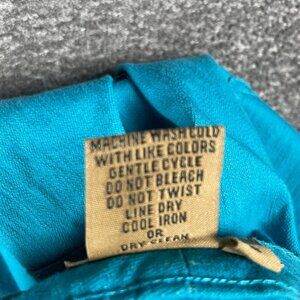 MACHINE WASH COLD
WITH LIKE COLORS
GENTLE CYCLE
DO NOT BLEACH
DO NOT TWIST
LINE DRY
COOL IRON
OR
DRY CLEAN